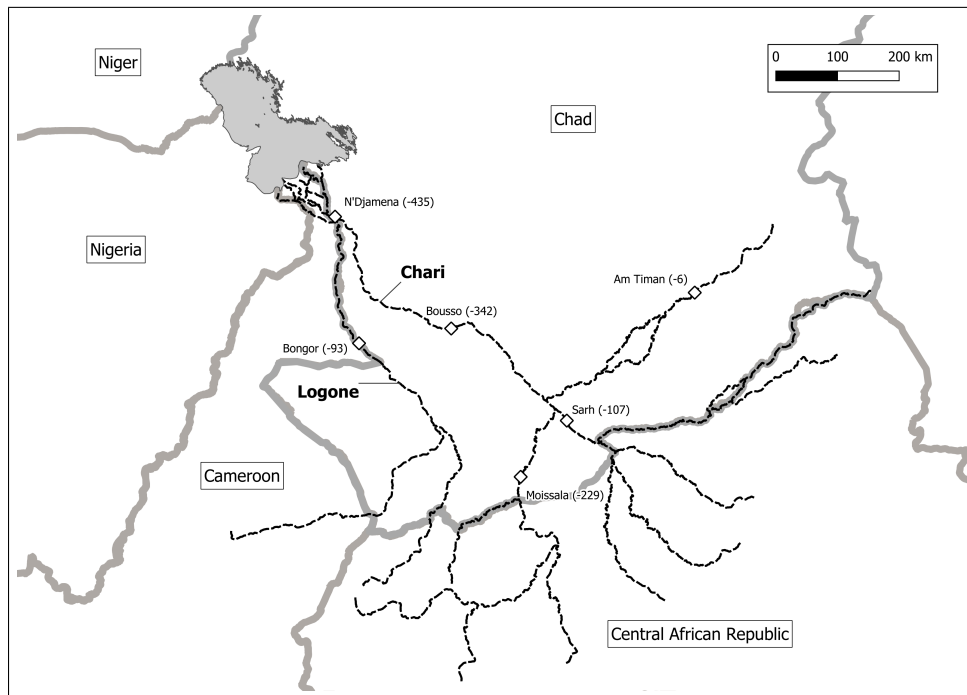 0 100 200 km
Niger
Chad
N'Djamena (-435)
Nigeria
Chari
Am Timan (-6)
Bousso (-342)
Bongor (-93)
Logone
Sarh (-107)
Cameroon
Moissala (-229)
Central African Republic